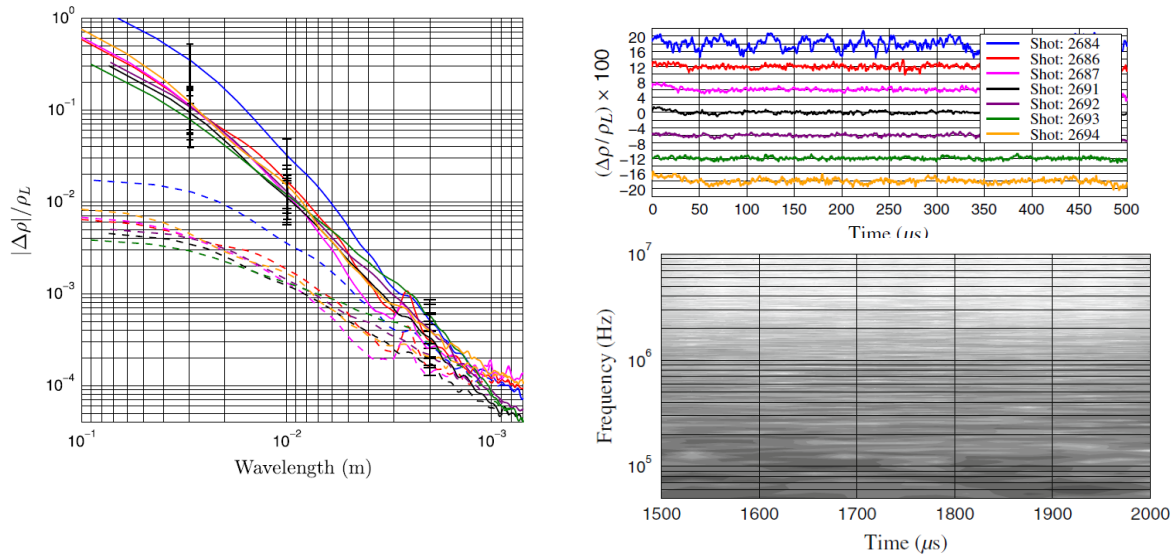 |Δρ|/ρ_L
10^0
10^-1
10^-2
10^-3
10^-4
10^-1
10^-2
10^-3
Wavelength (m)
(Δρ/ρ_L) × 100
20
16
12
8
4
0
−4
−8
−12
−16
−20
Shot: 2684
Shot: 2686
Shot: 2687
Shot: 2691
Shot: 2692
Shot: 2693
Shot: 2694
0 50 100 150 200 250 300 350 400 450 500
Time (μs)
Frequency (Hz)
10^7
10^6
10^5
1500 1600 1700 1800 1900 2000
Time (μs)